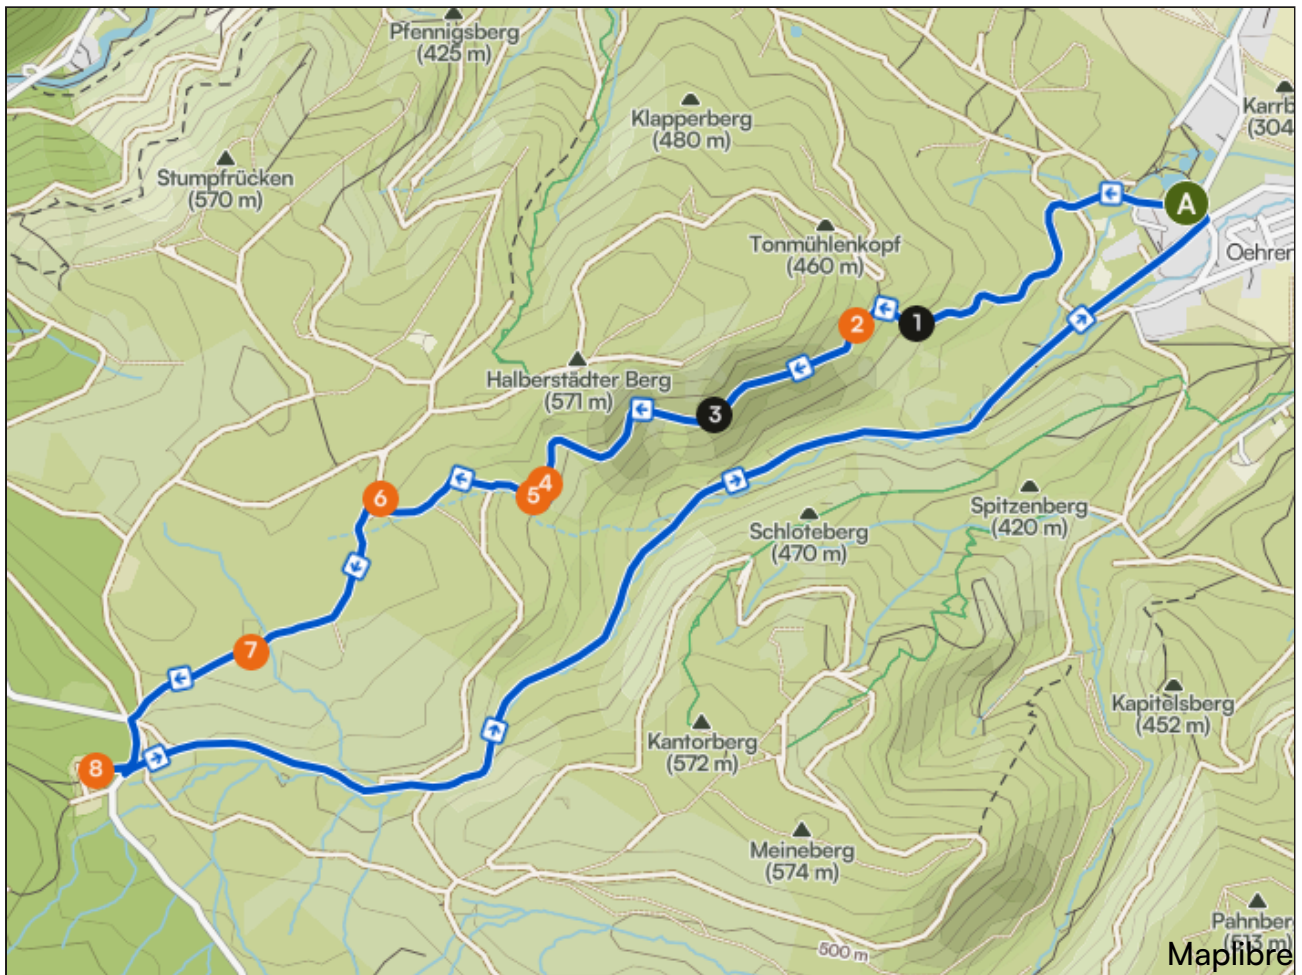 Pfennigsberg
(425 m)
Klapperberg
(480 m)
Karrb
(304
Stumpfrücken
(570 m)
A
Tonmühlenkopf
(460 m)
Oehren
2
1
Halberstädter Berg
(571 m)
3
4
5
6
Spitzenberg
(420 m)
Schloteberg
(470 m)
7
Kapitelsberg
(452 m)
Kantorberg
(572 m)
8
Meineberg
(574 m)
Pahnber
(513 m)
500 m
Maplibre